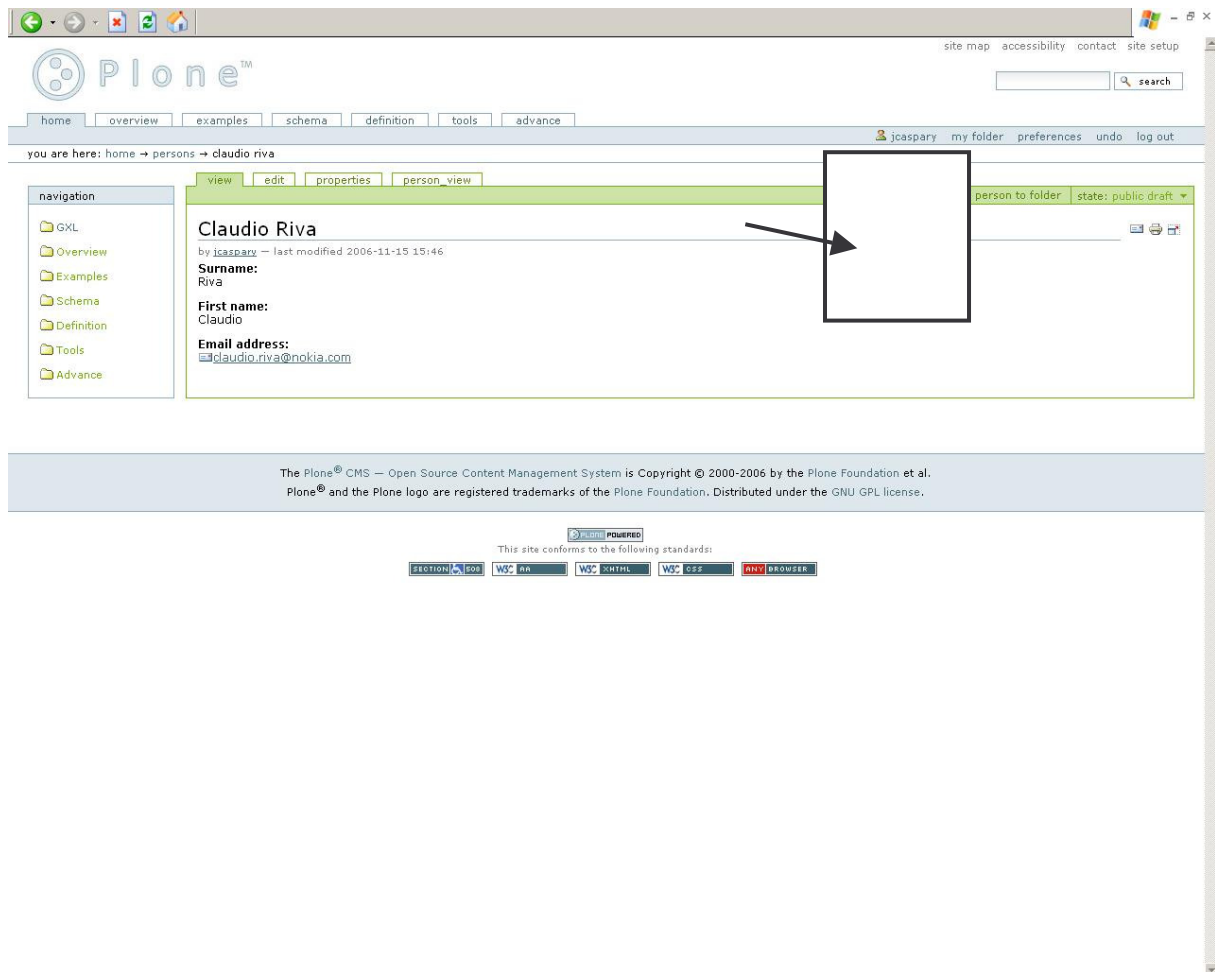 site map accessibility contact site setup
Plone™
search
home overview examples schema definition tools advance
jcaspary my folder preferences undo log out
you are here: home → persons → claudio riva
view edit properties person_view
navigation
person to folder state: public draft
GXL
Overview
Examples
Schema
Definition
Tools
Advance
Claudio Riva
by jcaspary — last modified 2006-11-15 15:46
Surname:
Riva
First name:
Claudio
Email address:
claudio.riva@nokia.com
The Plone® CMS — Open Source Content Management System is Copyright © 2000-2006 by the Plone Foundation et al.
Plone® and the Plone logo are registered trademarks of the Plone Foundation. Distributed under the GNU GPL license.
PLONE POWERED
This site conforms to the following standards:
SECTION 508 W3C AA W3C XHTML W3C CSS ANY BROWSER